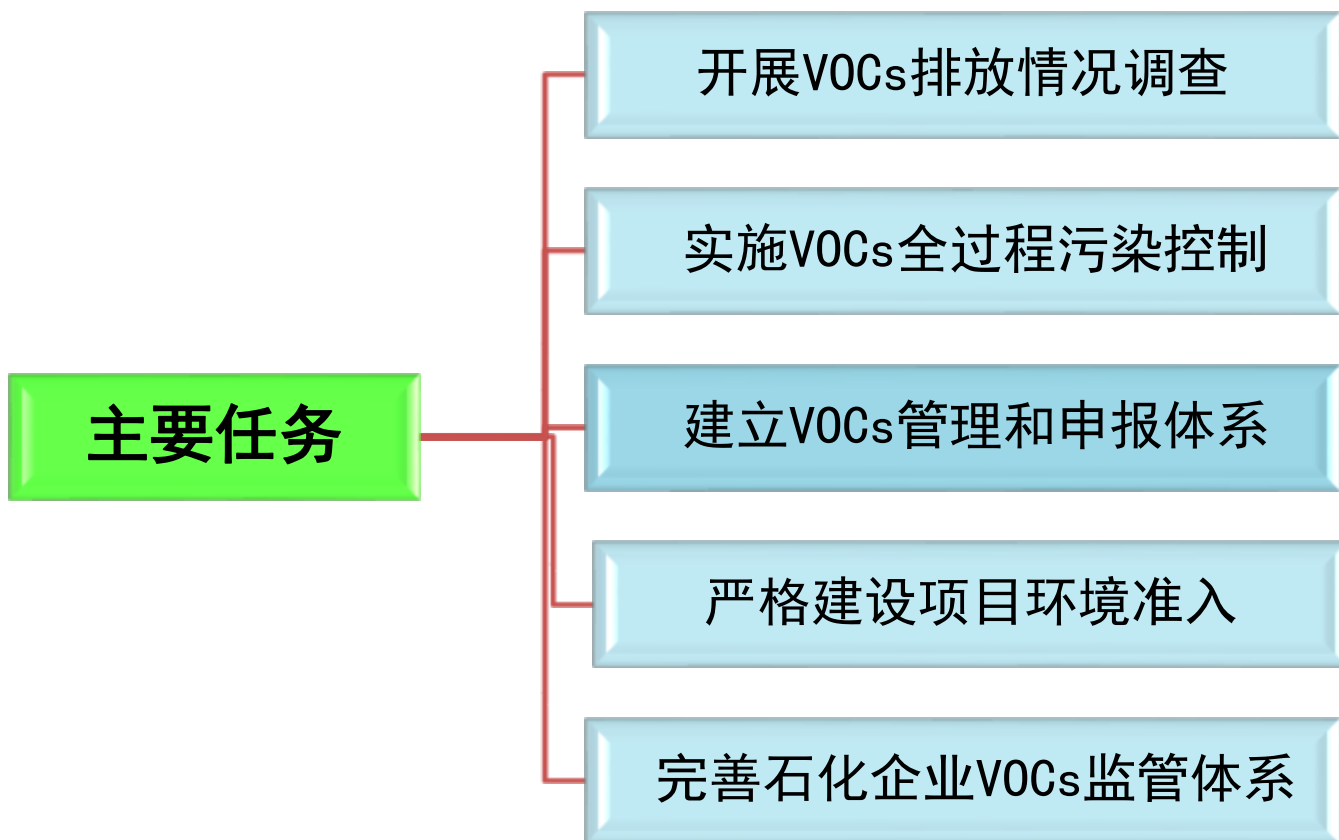 开展VOCs排放情况调查
实施VOCs全过程污染控制
主要任务
建立VOCs管理和申报体系
严格建设项目环境准入
完善石化企业VOCs监管体系